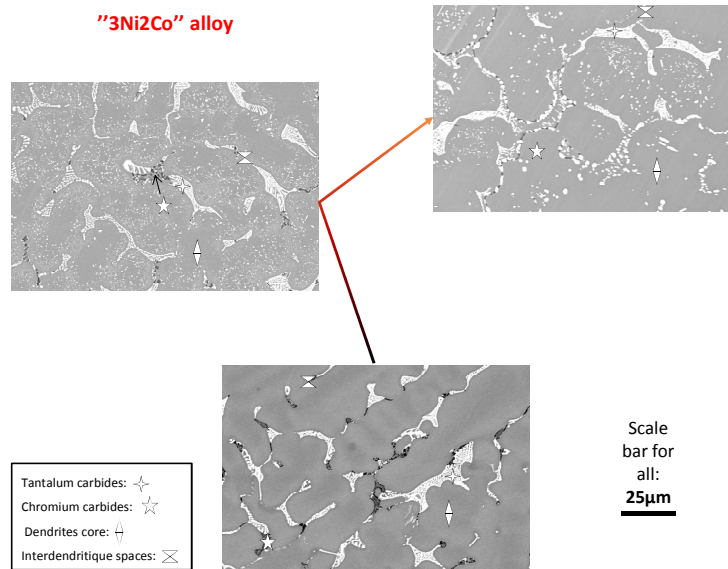 ’’3Ni2Co’’ alloy
Scale
bar for
all:
25µm
Tantalum carbides:
Chromium carbides:
Dendrites core:
Interdendritique spaces: